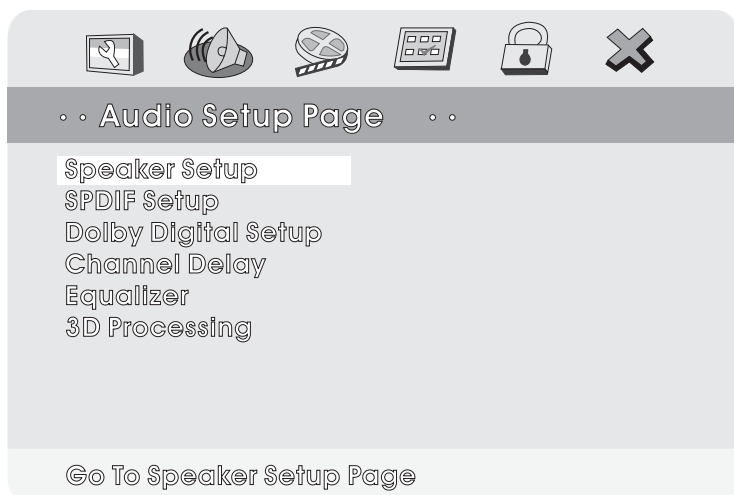 Audio Setup Page
Speaker Setup
SPDIF Setup
Dolby Digital Setup
Channel Delay
Equalizer
3D Processing
Go To Speaker Setup Page